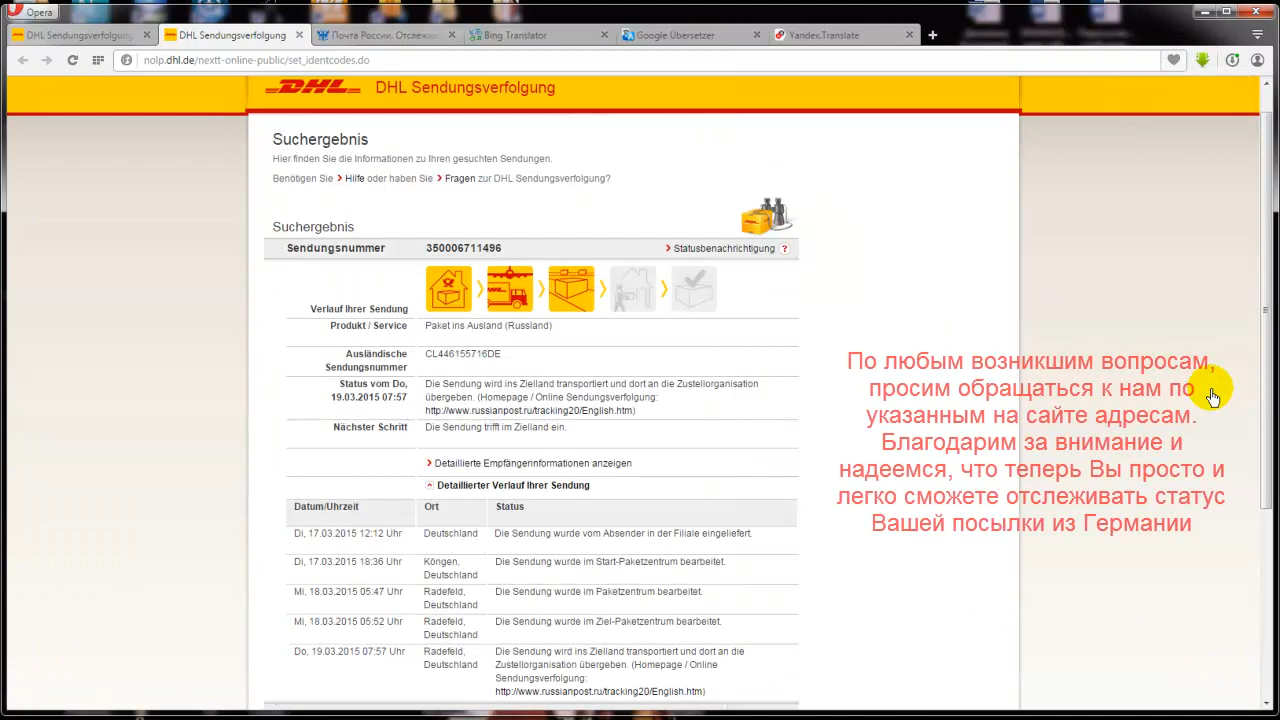 Opera
DHL Sendungsverfolgung
DHL Sendungsverfolgung
Почта России. Отслежи
Bing Translator
Google Übersetzer
Yandex.Translate
nolp.dhl.de/nextt-online-public/set_identcodes.do
DHL DHL Sendungsverfolgung
Suchergebnis
Hier finden Sie die Informationen zu Ihren gesuchten Sendungen.
Benötigen Sie Hilfe oder haben Sie Fragen zur DHL Sendungsverfolgung?
Suchergebnis
Sendungsnummer 350006711496 Statusbenachrichtigung ?
Verlauf Ihrer Sendung
Produkt / Service Paket ins Ausland (Russland)
Ausländische CL446155716DE
Sendungsnummer
Status vom Do, Die Sendung wird ins Zielland transportiert und dort an die Zustellorganisation
19.03.2015 07:57 übergeben. (Homepage / Online Sendungsverfolgung:
http://www.russianpost.ru/tracking20/English.htm)
Nächster Schritt Die Sendung trifft im Zielland ein.
Detaillierte Empfängerinformationen anzeigen
Detaillierter Verlauf Ihrer Sendung
Datum/Uhrzeit Ort Status
Di, 17.03.2015 12:12 Uhr Deutschland Die Sendung wurde vom Absender in der Filiale eingeliefert.
Di, 17.03.2015 18:36 Uhr Köngen, Die Sendung wurde im Start-Paketzentrum bearbeitet.
Deutschland
Mi, 18.03.2015 05:47 Uhr Radefeld, Die Sendung wurde im Paketzentrum bearbeitet.
Deutschland
Mi, 18.03.2015 05:52 Uhr Radefeld, Die Sendung wurde im Ziel-Paketzentrum bearbeitet.
Deutschland
Do, 19.03.2015 07:57 Uhr Radefeld, Die Sendung wird ins Zielland transportiert und dort an die
Deutschland Zustellorganisation übergeben. (Homepage / Online
Sendungsverfolgung:
http://www.russianpost.ru/tracking20/English.htm)
По любым возникшим вопросам,
просим обращаться к нам по
указанным на сайте адресам.
Благодарим за внимание и
надеемся, что теперь Вы просто и
легко сможете отслеживать статус
Вашей посылки из Германии